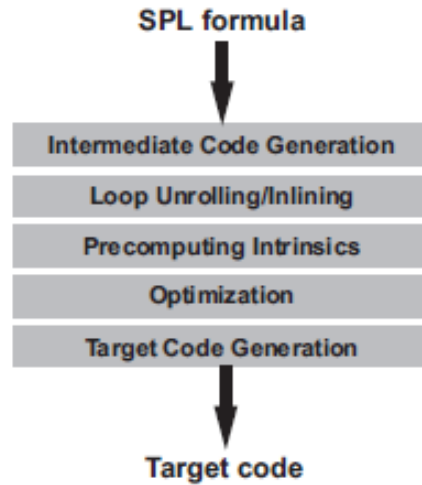 SPL formula
Intermediate Code Generation
Loop Unrolling/Inlining
Precomputing Intrinsics
Optimization
Target Code Generation
Target code